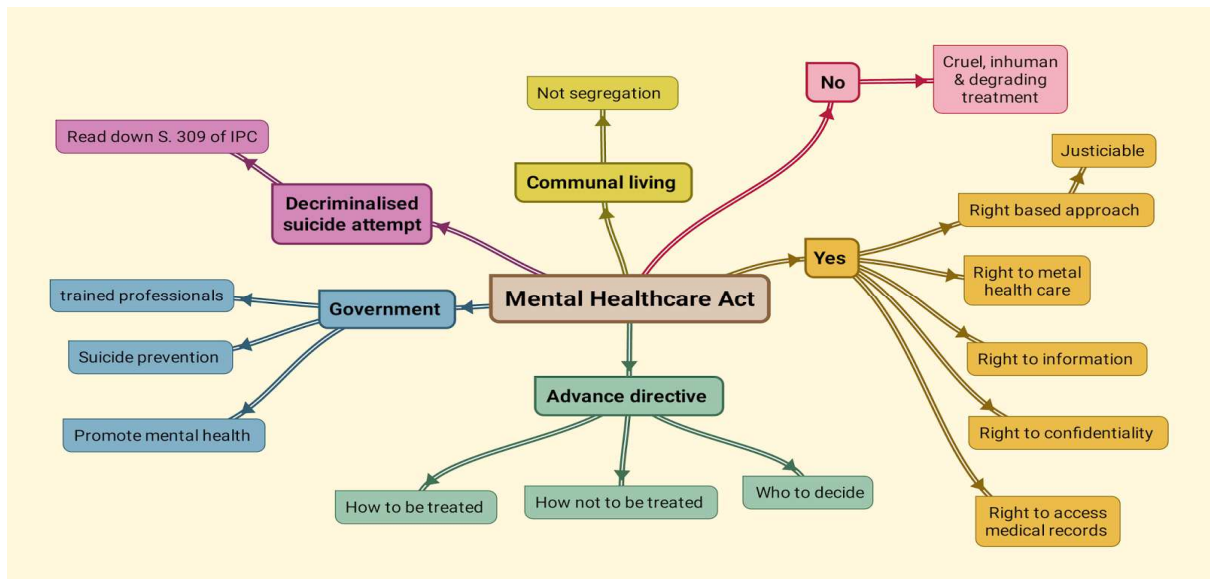 Mental Healthcare Act
No
Cruel, inhuman
& degrading
treatment
Yes
Right based approach
Justiciable
Right to metal
health care
Right to information
Right to confidentiality
Right to access
medical records
Advance directive
How to be treated
How not to be treated
Who to decide
Government
trained professionals
Suicide prevention
Promote mental health
Decriminalised
suicide attempt
Read down S. 309 of IPC
Communal living
Not segregation